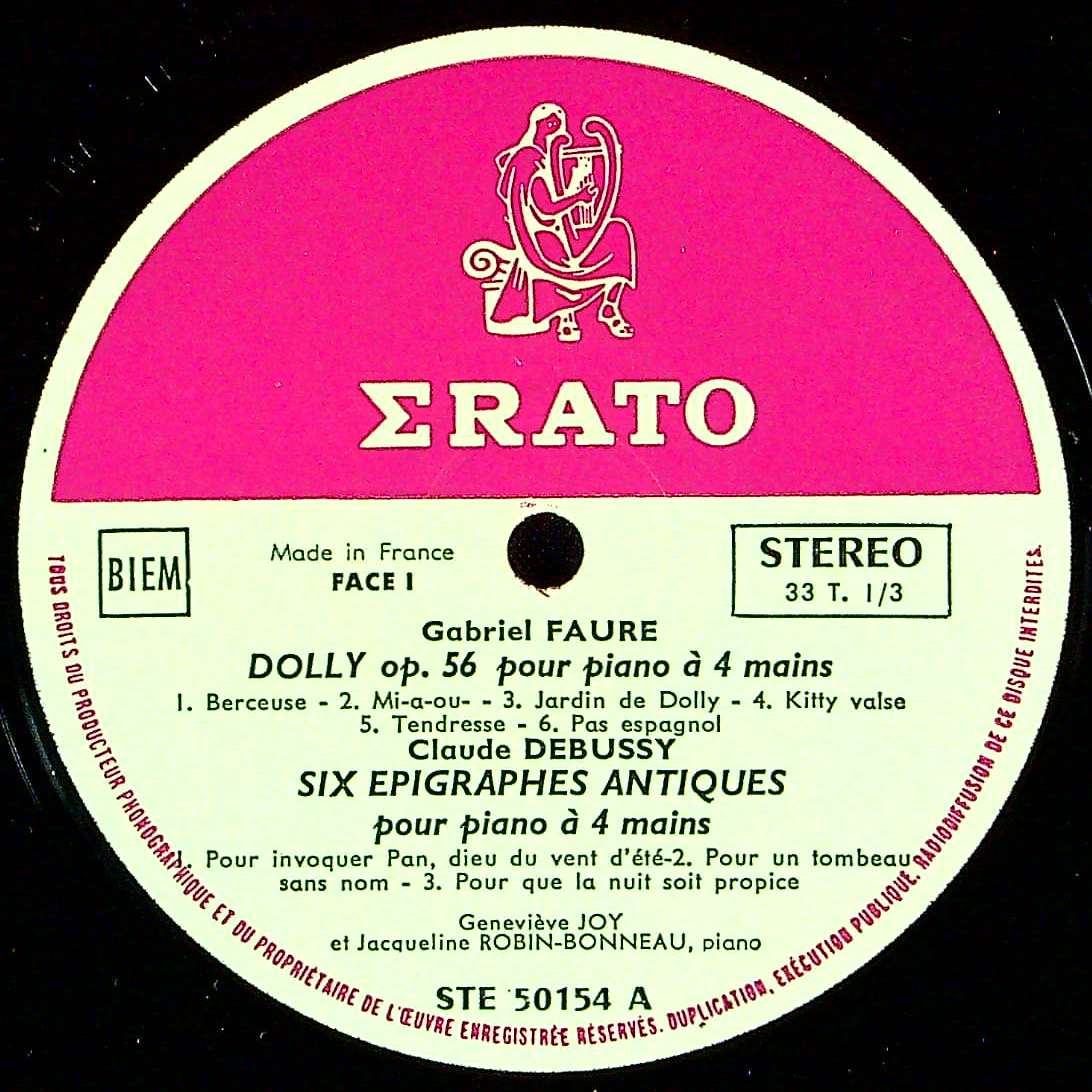 ΣRATO
BIEM
Made in France
FACE I
STEREO
33 T. 1/3
Gabriel FAURE
DOLLY op. 56 pour piano à 4 mains
1. Berceuse - 2. Mi-a-ou- - 3. Jardin de Dolly - 4. Kitty valse
5. Tendresse - 6. Pas espagnol
Claude DEBUSSY
SIX EPIGRAPHES ANTIQUES
pour piano à 4 mains
1. Pour invoquer Pan, dieu du vent d'été-2. Pour un tombeau
sans nom - 3. Pour que la nuit soit propice
Geneviève JOY
et Jacqueline ROBIN-BONNEAU, piano
STE 50154 A
TOUS DROITS DU PRODUCTEUR PHONOGRAPHIQUE ET DU PROPRIÉTAIRE DE L'ŒUVRE ENREGISTRÉE RÉSERVÉS. DUPLICATION, EXÉCUTION PUBLIQUE, RADIODIFFUSION DE CE DISQUE INTERDITES.